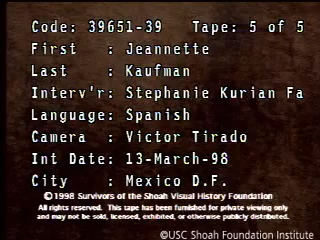 Code: 39651-39 Tape: 5 of 5
First : Jeannette
Last : Kaufman
Interv'r: Stephanie Kurian Fa
Language: Spanish
Camera : Victor Tirado
Int Date: 13-March-98
City : Mexico D.F.
©1998 Survivors of the Shoah Visual History Foundation
All rights reserved. This tape has been furnished for private viewing only
and may not be sold, licensed, exhibited, or otherwise publicly distributed.
©USC Shoah Foundation Institute